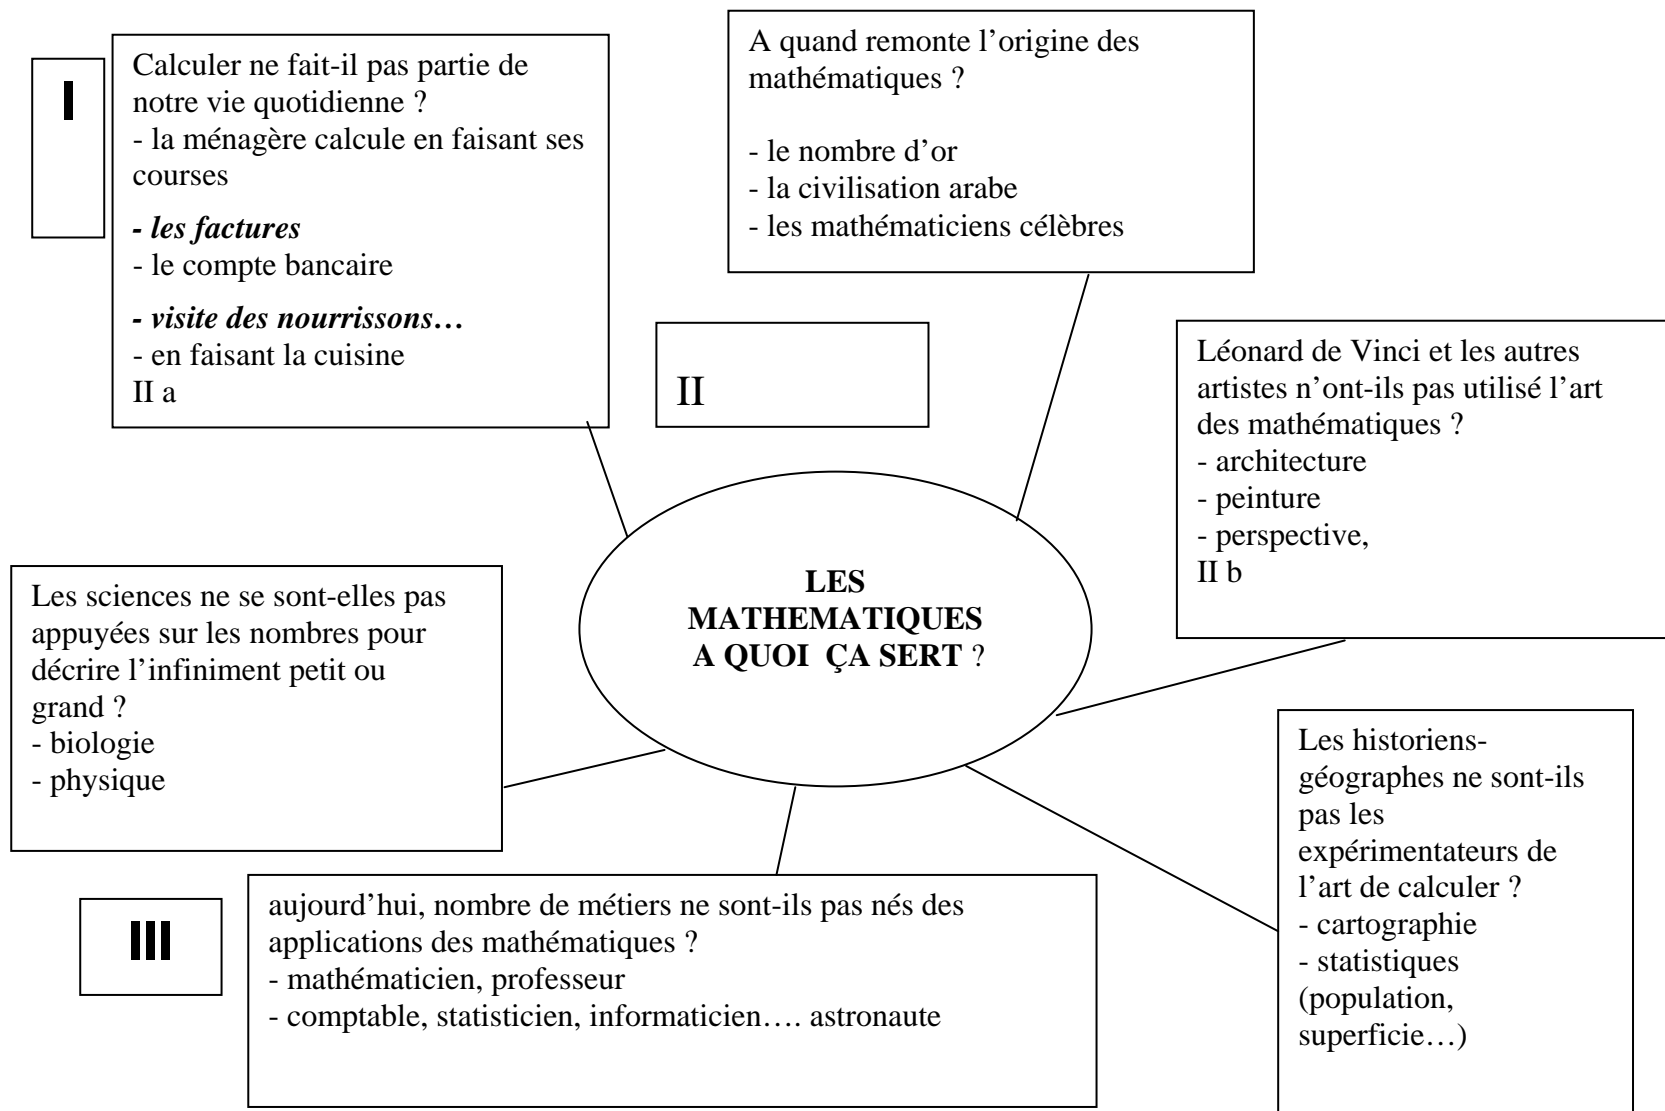 I
Calculer ne fait-il pas partie de
notre vie quotidienne ?
- la ménagère calcule en faisant ses
courses
- les factures
- le compte bancaire
- visite des nourrissons…
- en faisant la cuisine
II a
A quand remonte l’origine des
mathématiques ?
- le nombre d’or
- la civilisation arabe
- les mathématiciens célèbres
II
Léonard de Vinci et les autres
artistes n’ont-ils pas utilisé l’art
des mathématiques ?
- architecture
- peinture
- perspective,
II b
LES
MATHEMATIQUES
A QUOI ÇA SERT ?
Les sciences ne se sont-elles pas
appuyées sur les nombres pour
décrire l’infiniment petit ou
grand ?
- biologie
- physique
Les historiens-
géographes ne sont-ils
pas les
expérimentateurs de
l’art de calculer ?
- cartographie
- statistiques
(population,
superficie…)
III
aujourd’hui, nombre de métiers ne sont-ils pas nés des
applications des mathématiques ?
- mathématicien, professeur
- comptable, statisticien, informaticien…. astronaute